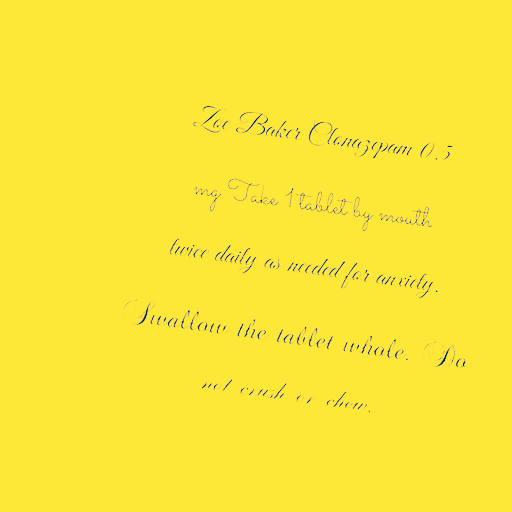 Zoe Baker Clonazepam 0.5
mg Take 1 tablet by mouth
twice daily as needed for anxiety.
Swallow the tablet whole. Do
not crush or chew.